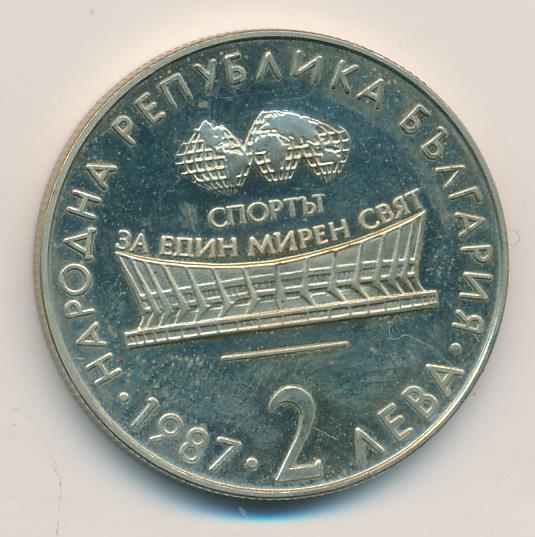 НАРОДНА РЕПУБЛИКА БЪЛГАРИЯ
СПОРТЪТ
ЗА ЕДИН МИРЕН СВЯТ
· 1987 · 2 ЛЕВА ·